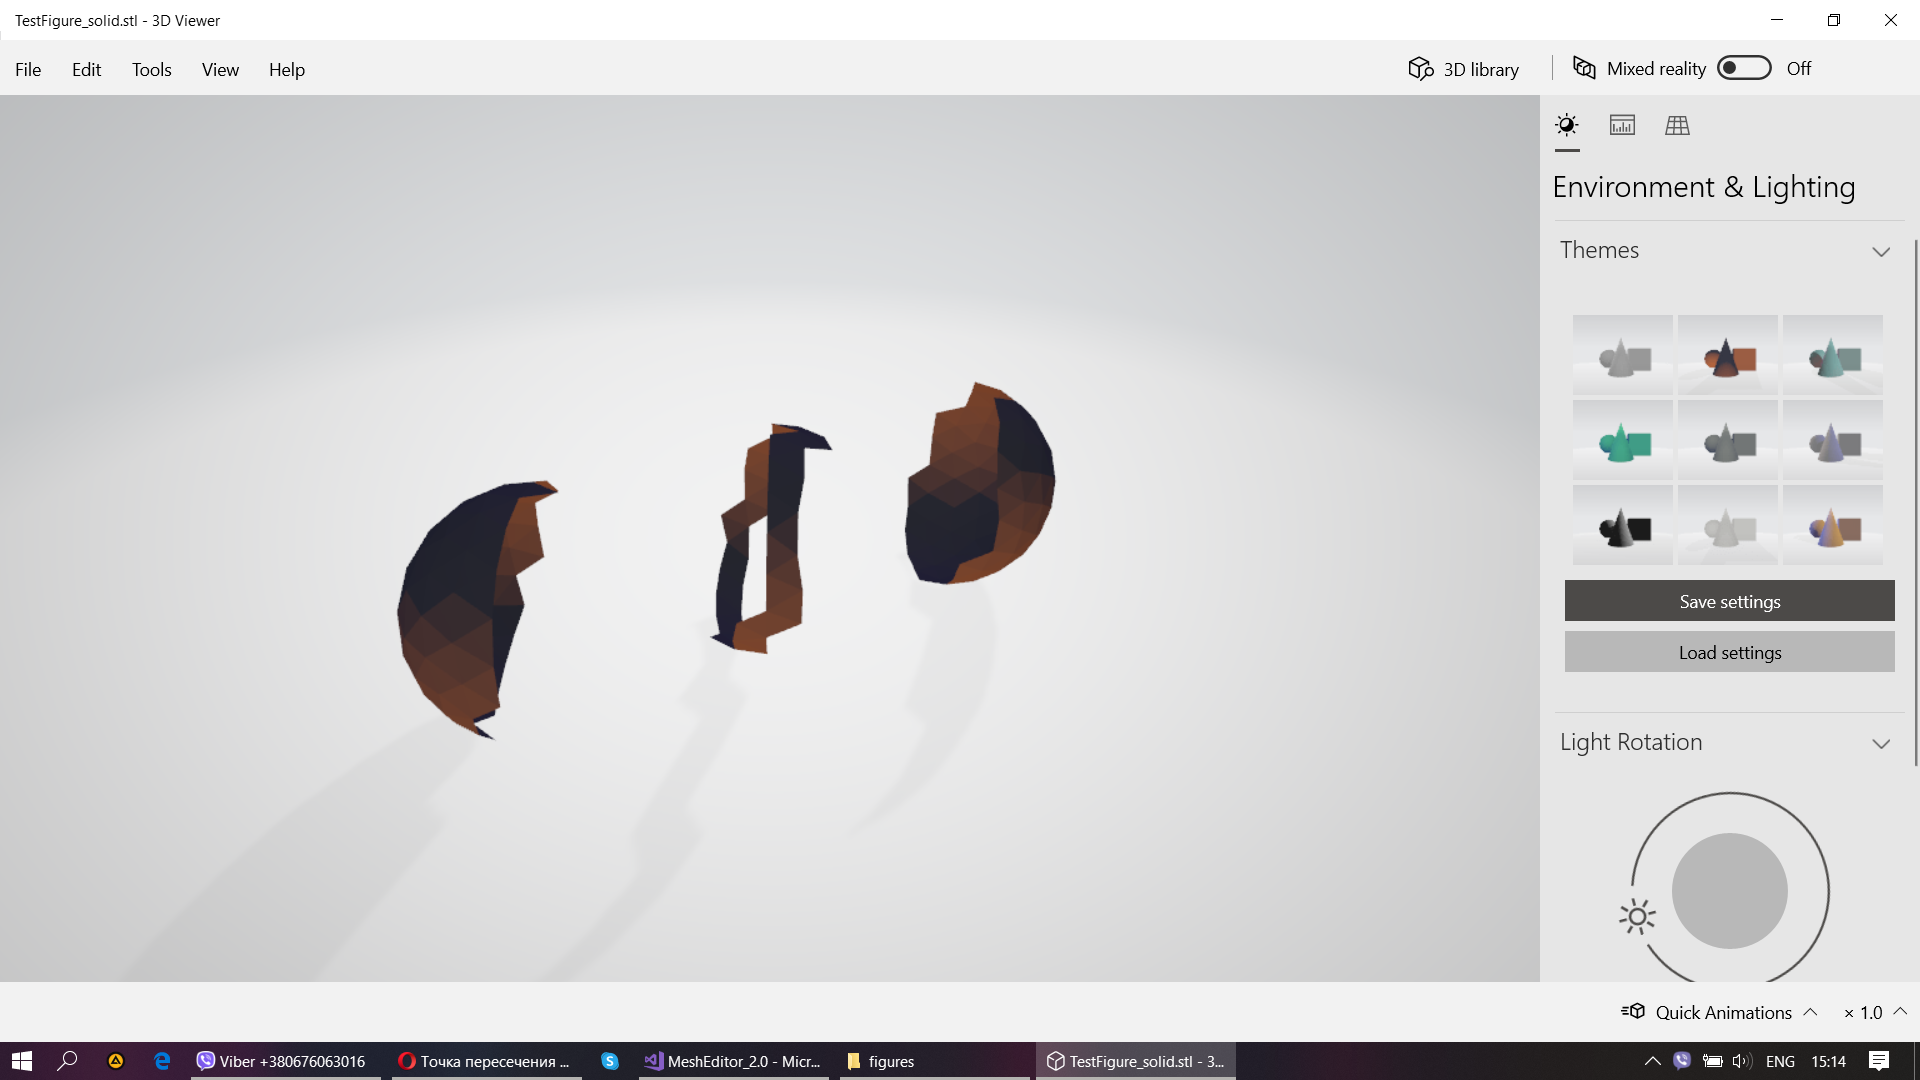 TestFigure_solid.stl - 3D Viewer
File Edit Tools View Help
3D library
Mixed reality Off
Environment & Lighting
Themes
Save settings
Load settings
Light Rotation
Quick Animations × 1.0
Viber +380676063016 Точка пересечения ... MeshEditor_2.0 - Micr... figures TestFigure_solid.stl - 3... ENG 15:14